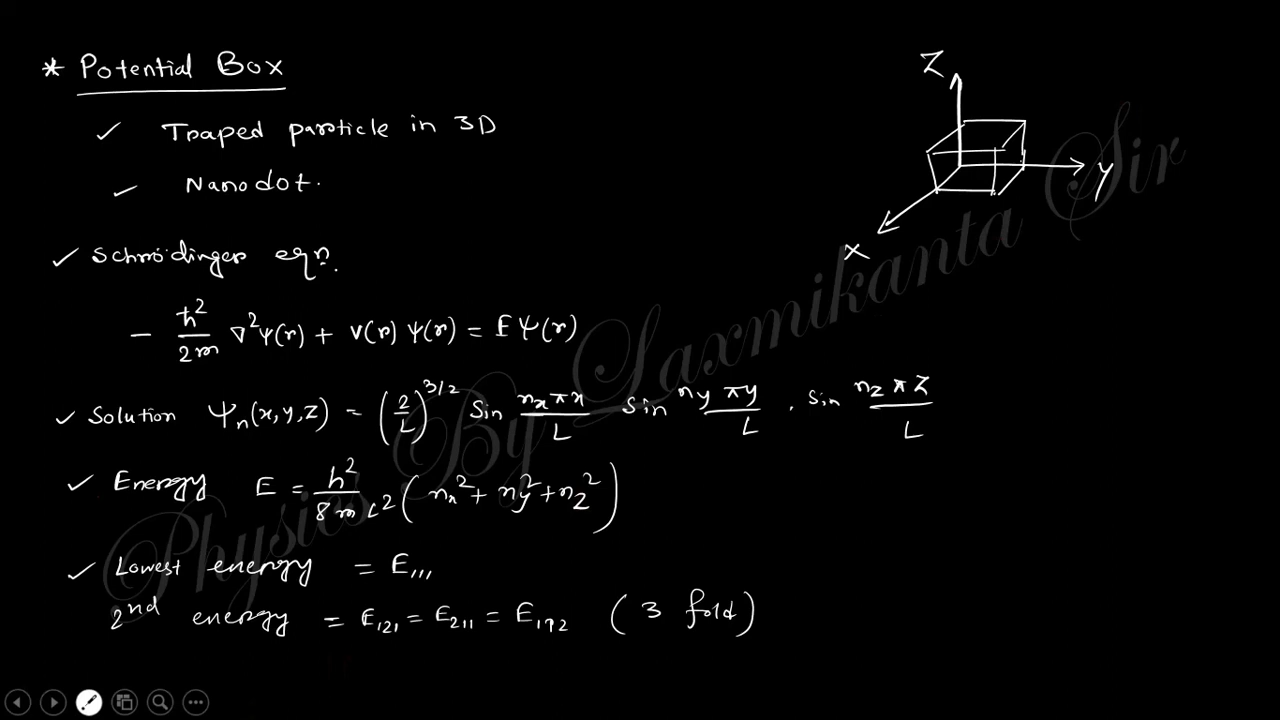 * Potential Box
✓ Traped particle in 3D
✓ Nanodot.
✓ Schrödinger eqn.
- ħ²/2m ∇²Ψ(r) + V(r) Ψ(r) = EΨ(r)
✓ Solution Ψn(x,y,z) = (2/L)^3/2 Sin nxπx/L Sin nyπy/L . Sin nzπz/L
✓ Energy E = h²/8mL² (nx² + ny² + nz²)
✓ Lowest energy = E111
2nd energy = E121 = E211 = E112 (3 fold)
Z
Y
X
Physics By Laxmikanta Sir